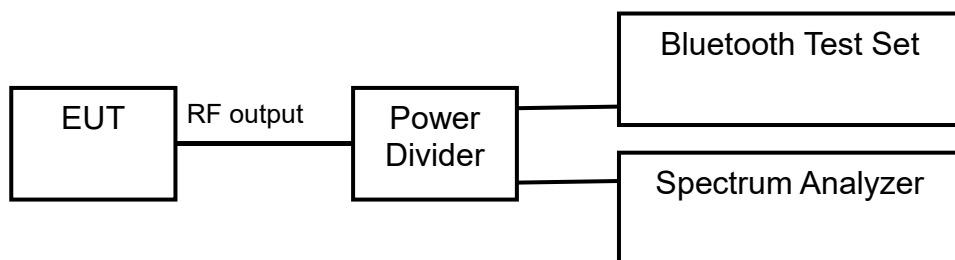 EUT
RF output
Power
Divider
Bluetooth Test Set
Spectrum Analyzer